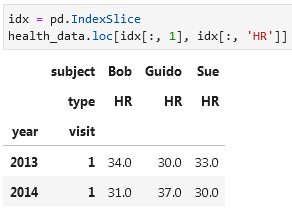 idx = pd.IndexSlice
health_data.loc[idx[:, 1], idx[:, 'HR']]
subject Bob Guido Sue
type HR HR HR
year visit
2013 1 34.0 30.0 33.0
2014 1 31.0 37.0 30.0